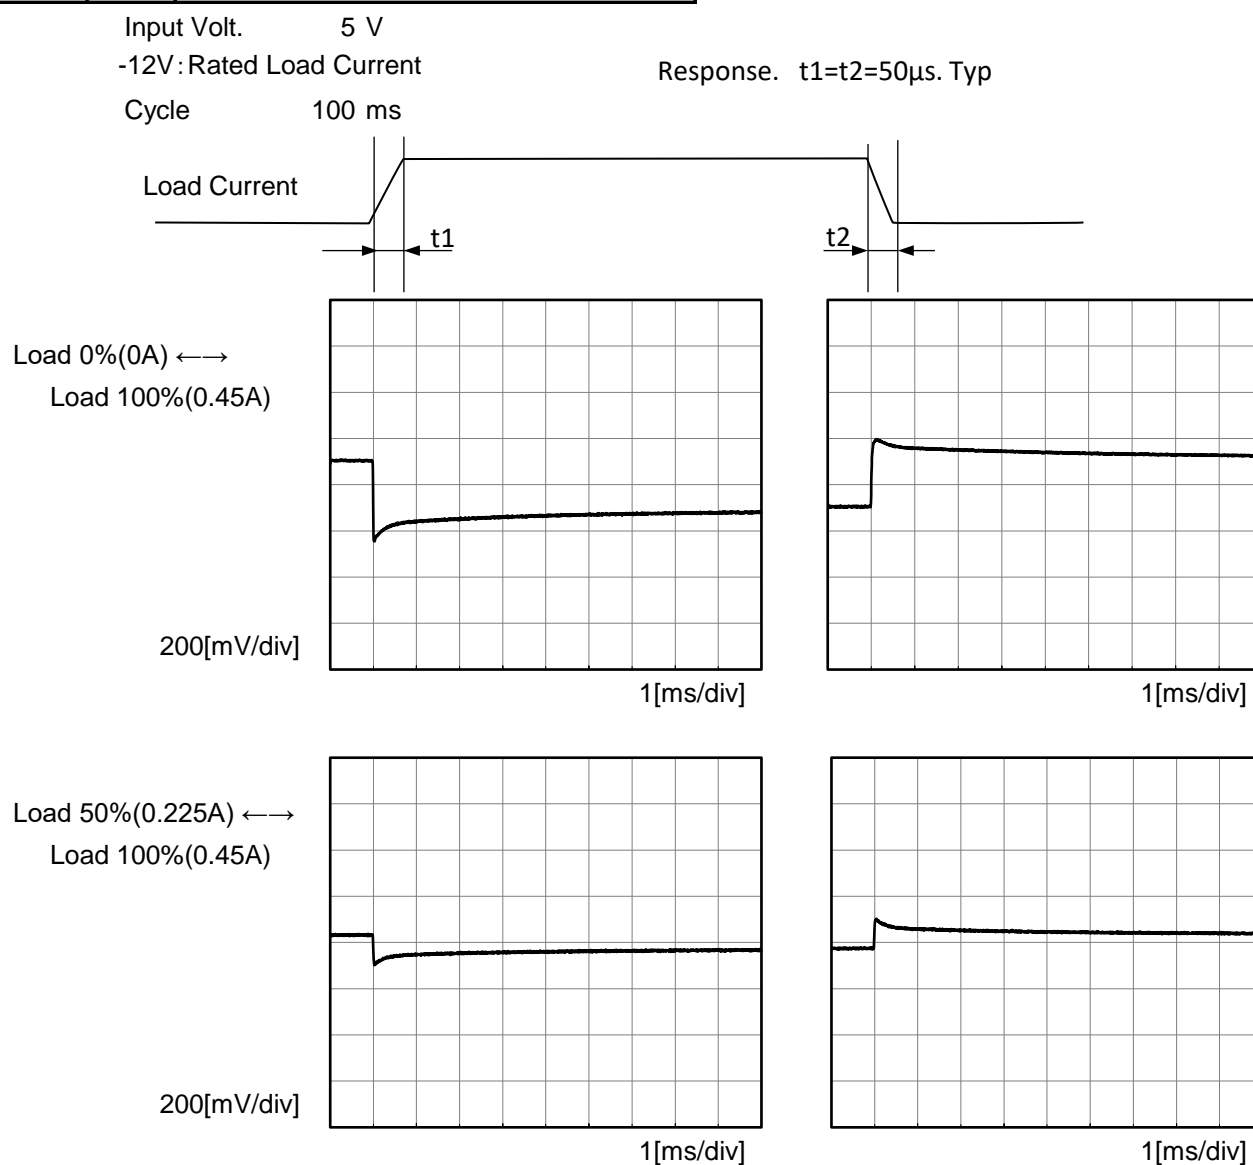 Input Volt. 5 V
-12V:Rated Load Current
Response. t1=t2=50µs. Typ
Cycle 100 ms
Load Current
t1
t2
Load 0%(0A) ←→
Load 100%(0.45A)
200[mV/div]
1[ms/div]
1[ms/div]
Load 50%(0.225A) ←→
Load 100%(0.45A)
200[mV/div]
1[ms/div]
1[ms/div]